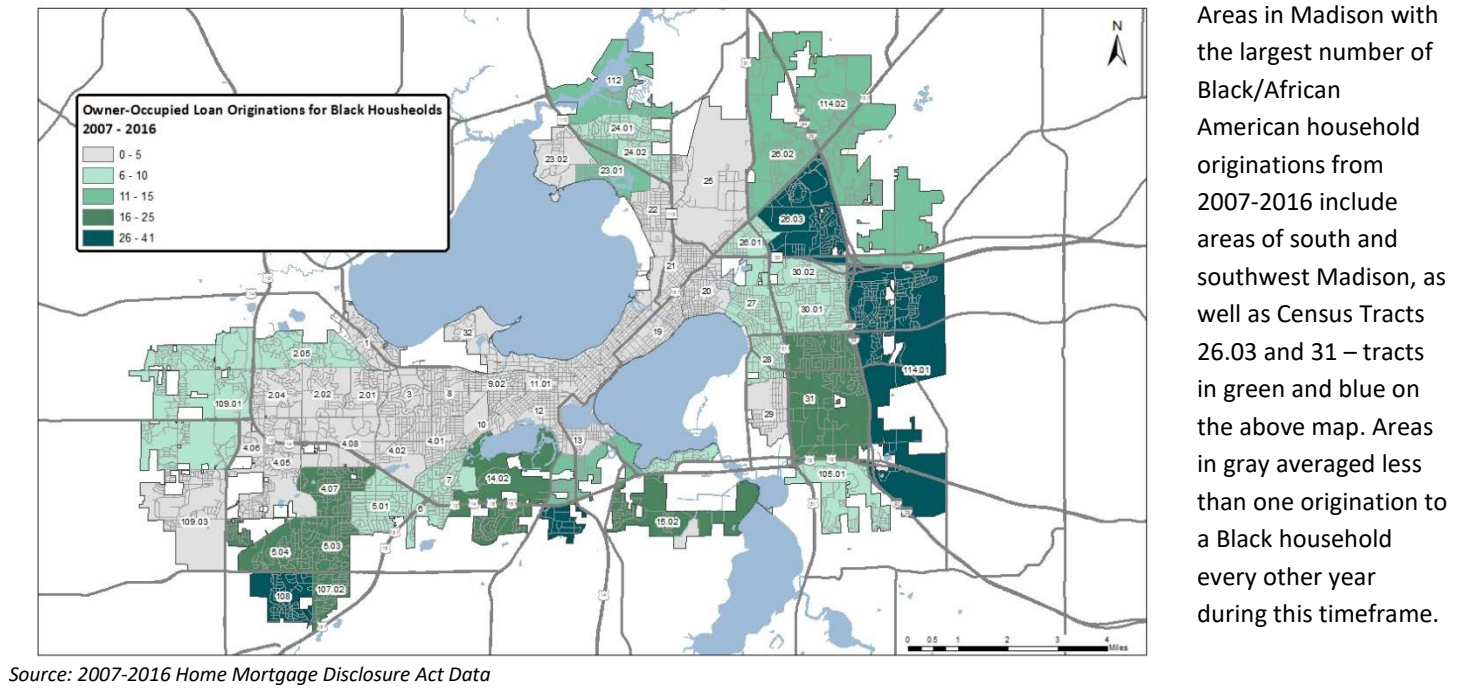 Owner-Occupied Loan Originations for Black Housheolds
2007 - 2016
0 - 5
6 - 10
11 - 15
16 - 25
26 - 41
N
112
114.02
24.01
24.02
23.02
23.01
26.02
25
22
26.03
26.01
21
30.02
20
27
30.01
19
32
1
2.05
28
114.01
9.02
11.01
2.04
2.02
2.01
3
8
109.01
31
29
12
10
13
4.06
4.08
4.01
4.02
4.05
4.07
7
14.02
105.01
5.01
6
109.03
15.02
5.04
5.03
107.02
108
0 0.5 1 2 3 4
Miles
Areas in Madison with
the largest number of
Black/African
American household
originations from
2007-2016 include
areas of south and
southwest Madison, as
well as Census Tracts
26.03 and 31 – tracts
in green and blue on
the above map. Areas
in gray averaged less
than one origination to
a Black household
every other year
during this timeframe.
Source: 2007-2016 Home Mortgage Disclosure Act Data